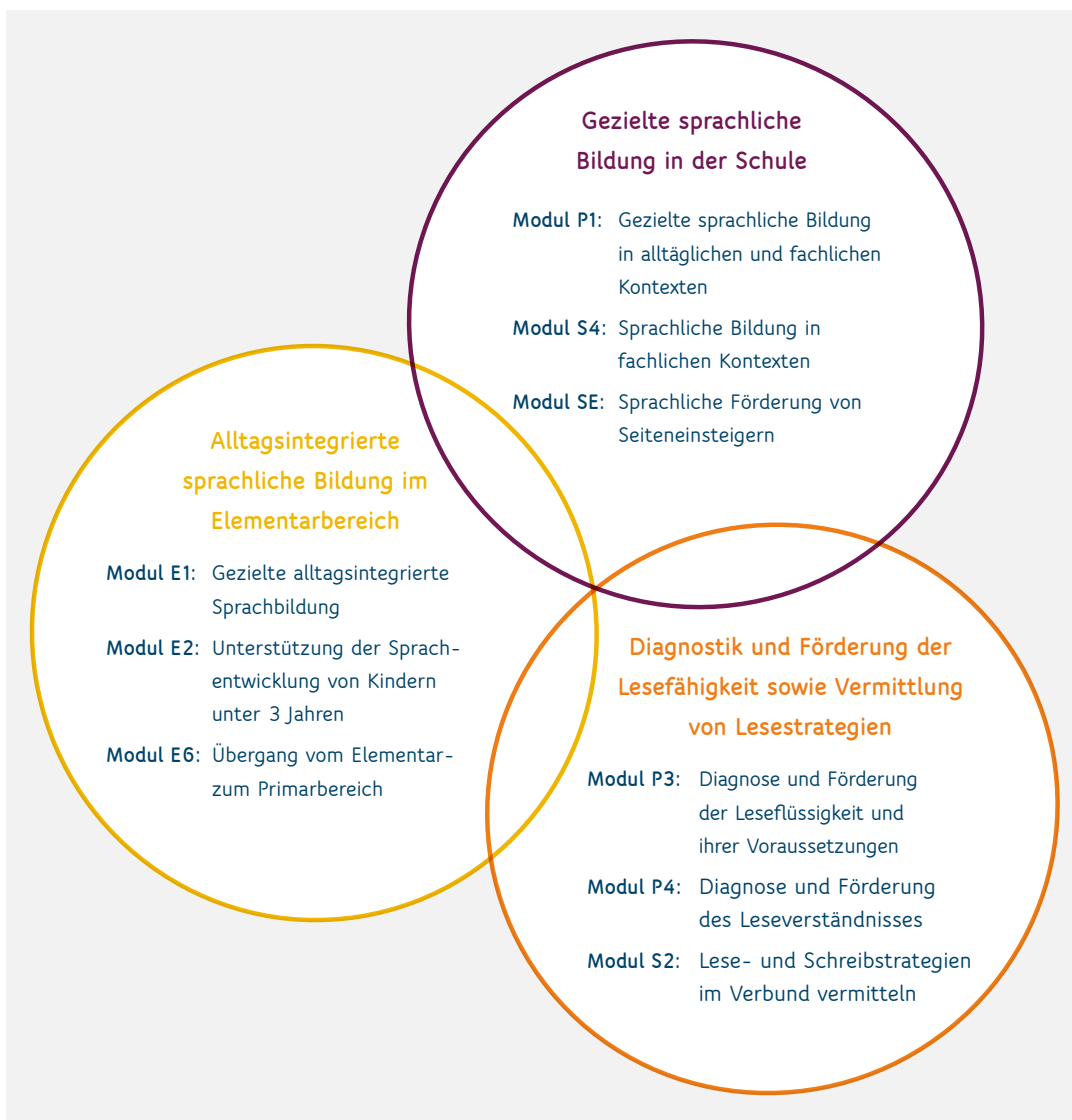 Gezielte sprachliche
Bildung in der Schule
Modul P1: Gezielte sprachliche Bildung
in alltäglichen und fachlichen
Kontexten
Modul S4: Sprachliche Bildung in
fachlichen Kontexten
Modul SE: Sprachliche Förderung von
Seiteneinsteigern
Alltagsintegrierte
sprachliche Bildung im
Elementarbereich
Modul E1: Gezielte alltagsintegrierte
Sprachbildung
Modul E2: Unterstützung der Sprach-
entwicklung von Kindern
unter 3 Jahren
Modul E6: Übergang vom Elementar-
zum Primarbereich
Diagnostik und Förderung der
Lesefähigkeit sowie Vermittlung
von Lesestrategien
Modul P3: Diagnose und Förderung
der Leseflüssigkeit und
ihrer Voraussetzungen
Modul P4: Diagnose und Förderung
des Leseverständnisses
Modul S2: Lese- und Schreibstrategien
im Verbund vermitteln